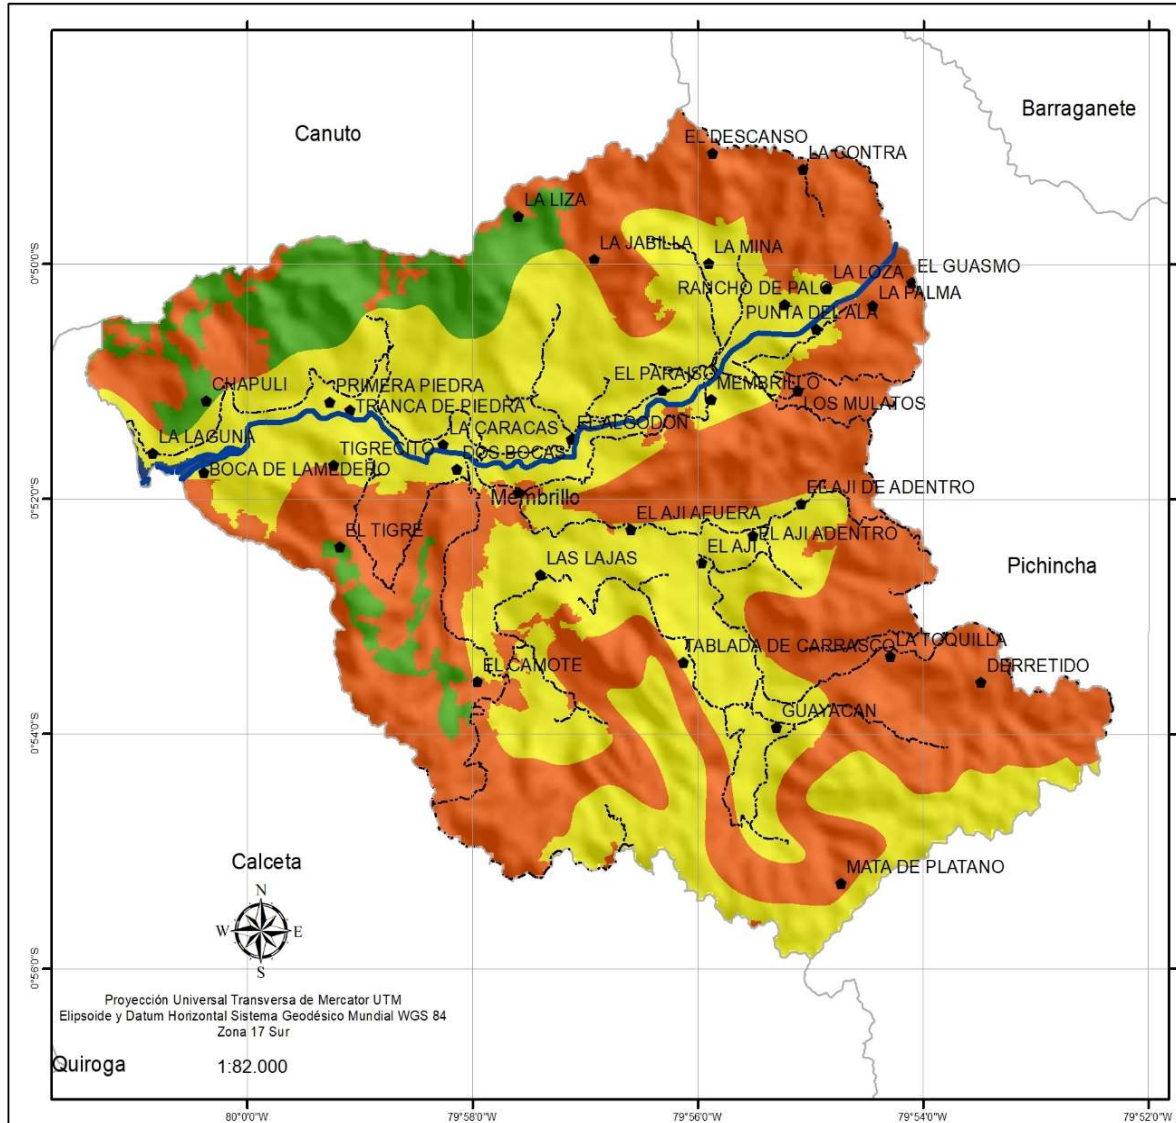 Canuto
Barraganete
EL DESCANSO
LA CONTRA
LA LIZA
LA JABILLA
LA MINA
0°50'0"S
LA LOZA
EL GUASMO
RANCHO DE PALO
LA PALMA
PUNTA DEL ALA
EL PARAISO
CHAPULI
PRIMERA PIEDRA
MEMBRILLO
LOS MULATOS
TRANCA DE PIEDRA
LA CARACAS
EL ALGODON
LA LAGUNA
TIGRECITO
DOS BOCAS
BOCA DE LAMEDERO
0°52'0"S
Membrillo
EL AJI DE ADENTRO
EL AJI AFUERA
EL TIGRE
EL AJI ADENTRO
EL AJI
LAS LAJAS
Pichincha
TABLADA DE CARRASCO
LA TOQUILLA
EL CAMOTE
DERRETIDO
GUAYACAN
0°54'0"S
Calceta
MATA DE PLATANO
N
W
E
S
0°56'0"S
Proyección Universal Transversa de Mercator UTM
Elipsoide y Datum Horizontal Sistema Geodésico Mundial WGS 84
Zona 17 Sur
Quiroga
1:82.000
80°0'0"W
79°58'0"W
79°56'0"W
79°54'0"W
79°52'0"W